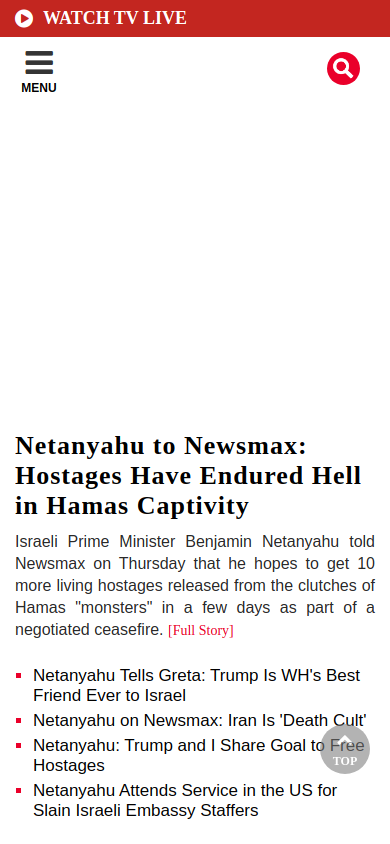 WATCH TV LIVE
MENU
Netanyahu to Newsmax:
Hostages Have Endured Hell
in Hamas Captivity
Israeli Prime Minister Benjamin Netanyahu told
Newsmax on Thursday that he hopes to get 10
more living hostages released from the clutches of
Hamas "monsters" in a few days as part of a
negotiated ceasefire. [Full Story]
Netanyahu Tells Greta: Trump Is WH's Best
Friend Ever to Israel
Netanyahu on Newsmax: Iran Is 'Death Cult'
Netanyahu: Trump and I Share Goal to Free
Hostages
TOP
Netanyahu Attends Service in the US for
Slain Israeli Embassy Staffers